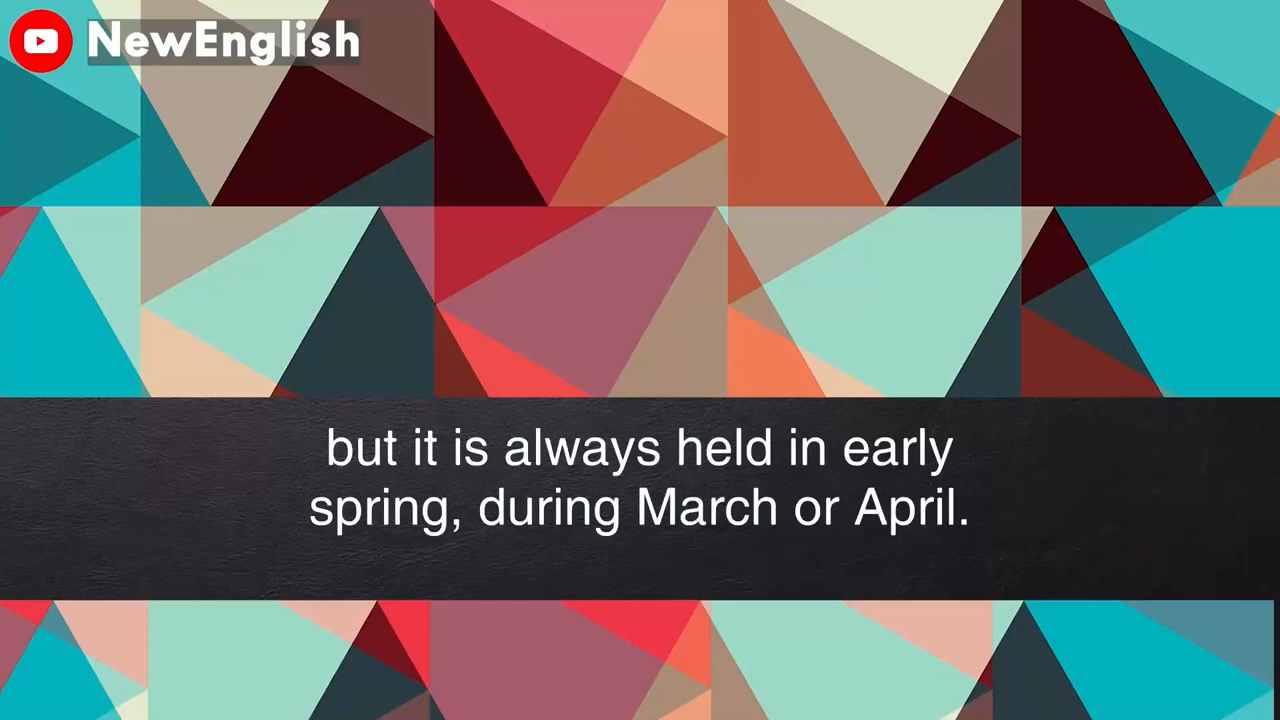 NewEnglish
but it is always held in early
spring, during March or April.